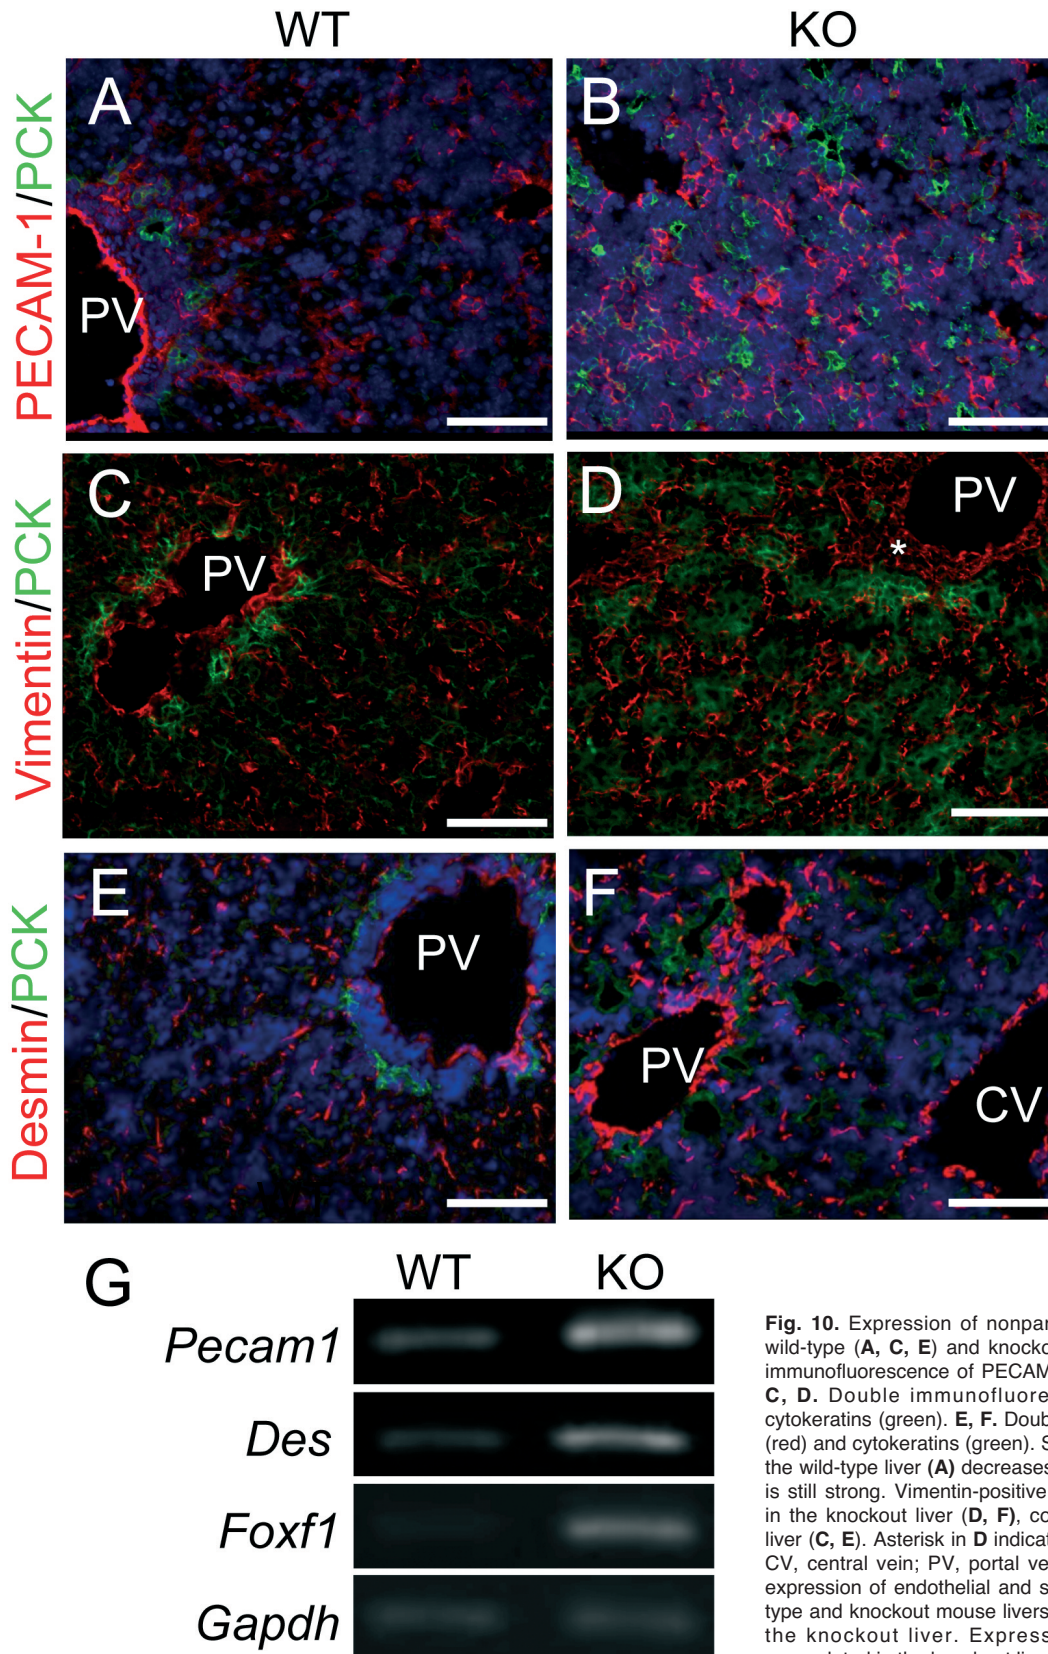 WT KO
PECAM-1/PCK
A
B
PV
Vimentin/PCK
C
PV
D
PV
*
Desmin/PCK
E
PV
F
PV
CV
G
WT KO
Pecam1
Des
Foxf1
Gapdh
Fig. 10. Expression of nonpar
wild-type (A, C, E) and knocko
immunofluorescence of PECAM
C, D. Double immunofluore
cytokeratins (green). E, F. Doub
(red) and cytokeratins (green). S
the wild-type liver (A) decreases
is still strong. Vimentin-positive
in the knockout liver (D, F), co
liver (C, E). Asterisk in D indicat
CV, central vein; PV, portal ve
expression of endothelial and s
type and knockout mouse livers
the knockout liver. Express